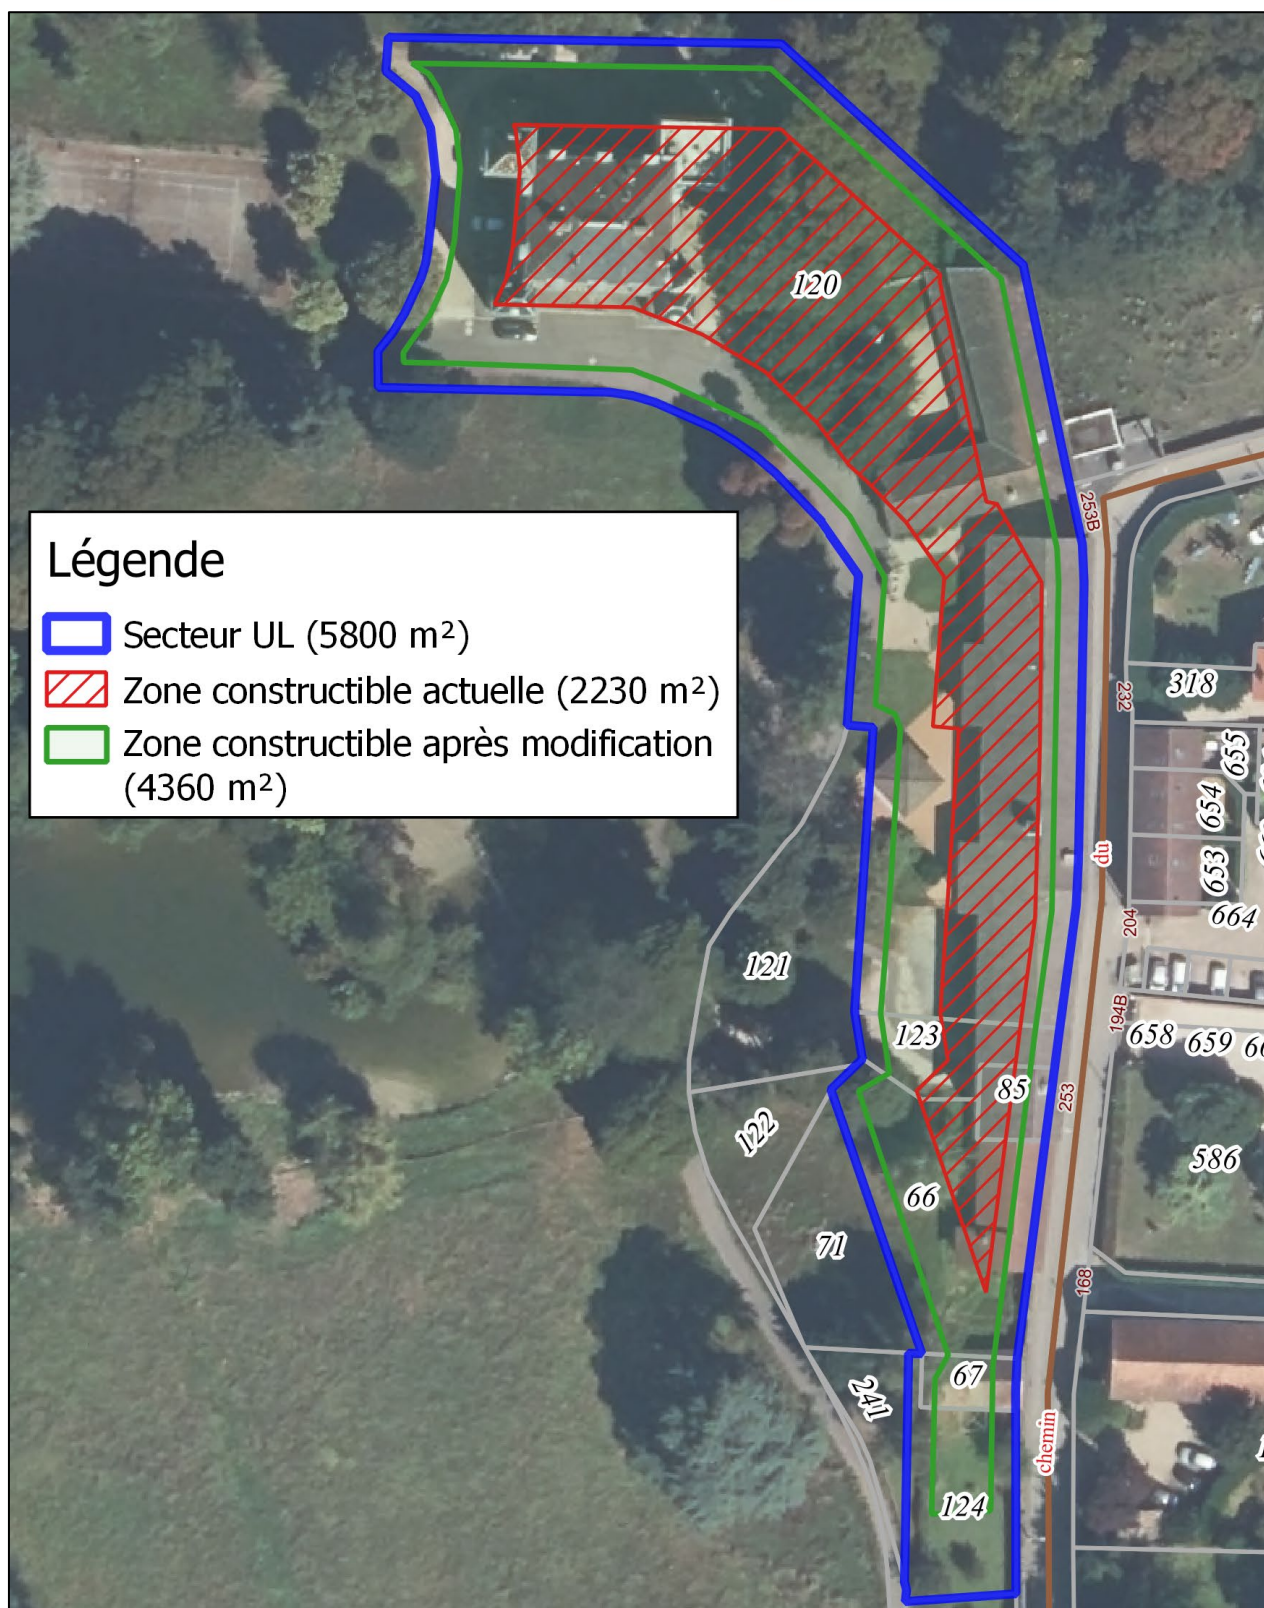 120
Légende
Secteur UL (5800 m²)
Zone constructible actuelle (2230 m²)
Zone constructible après modification
(4360 m²)
253B
232
318
655
654
653
du
204
664
121
194B
123
658
659
85
253
122
586
66
71
168
67
241
chemin
124